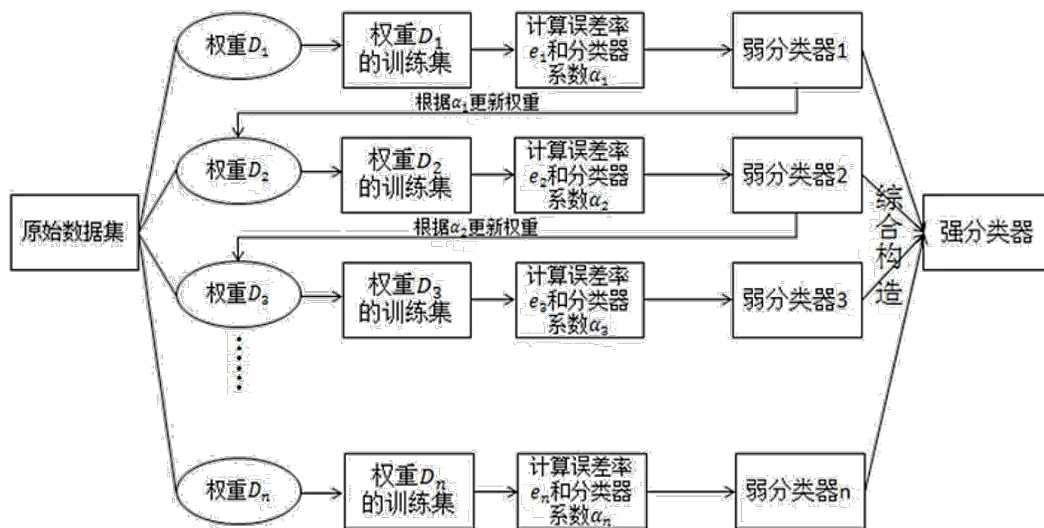 权重D₁
权重D₁
的训练集
计算误差率
e₁和分类器
系数α₁
弱分类器1
根据α₁更新权重
权重D₂
权重D₂
的训练集
计算误差率
e₂和分类器
系数α₂
弱分类器2
原始数据集
综合构造
强分类器
根据α₂更新权重
权重D₃
权重D₃
的训练集
计算误差率
e₃和分类器
系数α₃
弱分类器3
权重Dₙ
权重Dₙ
的训练集
计算误差率
eₙ和分类器
系数αₙ
弱分类器n